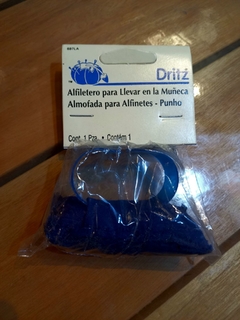 Dritz
Alfiletero para Llevar en la Muñeca
Almofada para Alfinetes - Punho
Cont. 1 Pza. • Contém 1